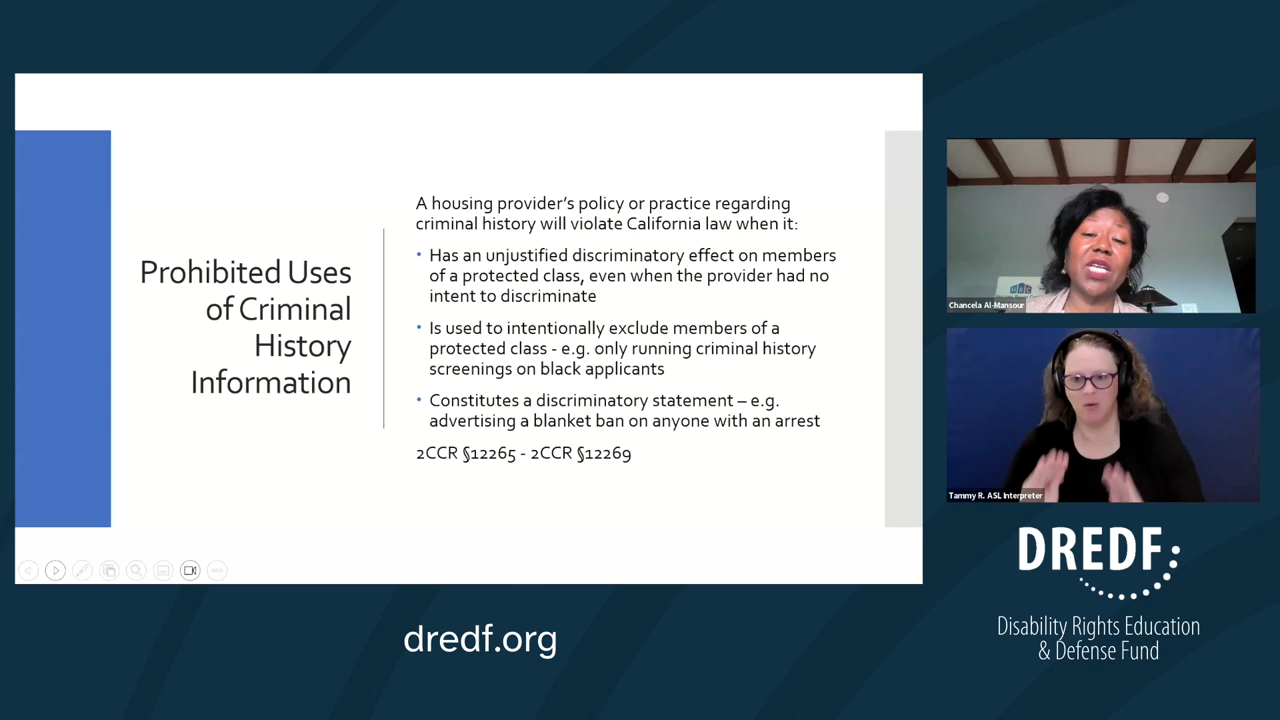 Prohibited Uses
of Criminal
History
Information
A housing provider's policy or practice regarding
criminal history will violate California law when it:
• Has an unjustified discriminatory effect on members
of a protected class, even when the provider had no
intent to discriminate
• Is used to intentionally exclude members of a
protected class - e.g. only running criminal history
screenings on black applicants
• Constitutes a discriminatory statement – e.g.
advertising a blanket ban on anyone with an arrest
2CCR §12265 - 2CCR §12269
Chancela Al-Mansour
Tammy R. ASL Interpreter
DREDF
Disability Rights Education
& Defense Fund
dredf.org